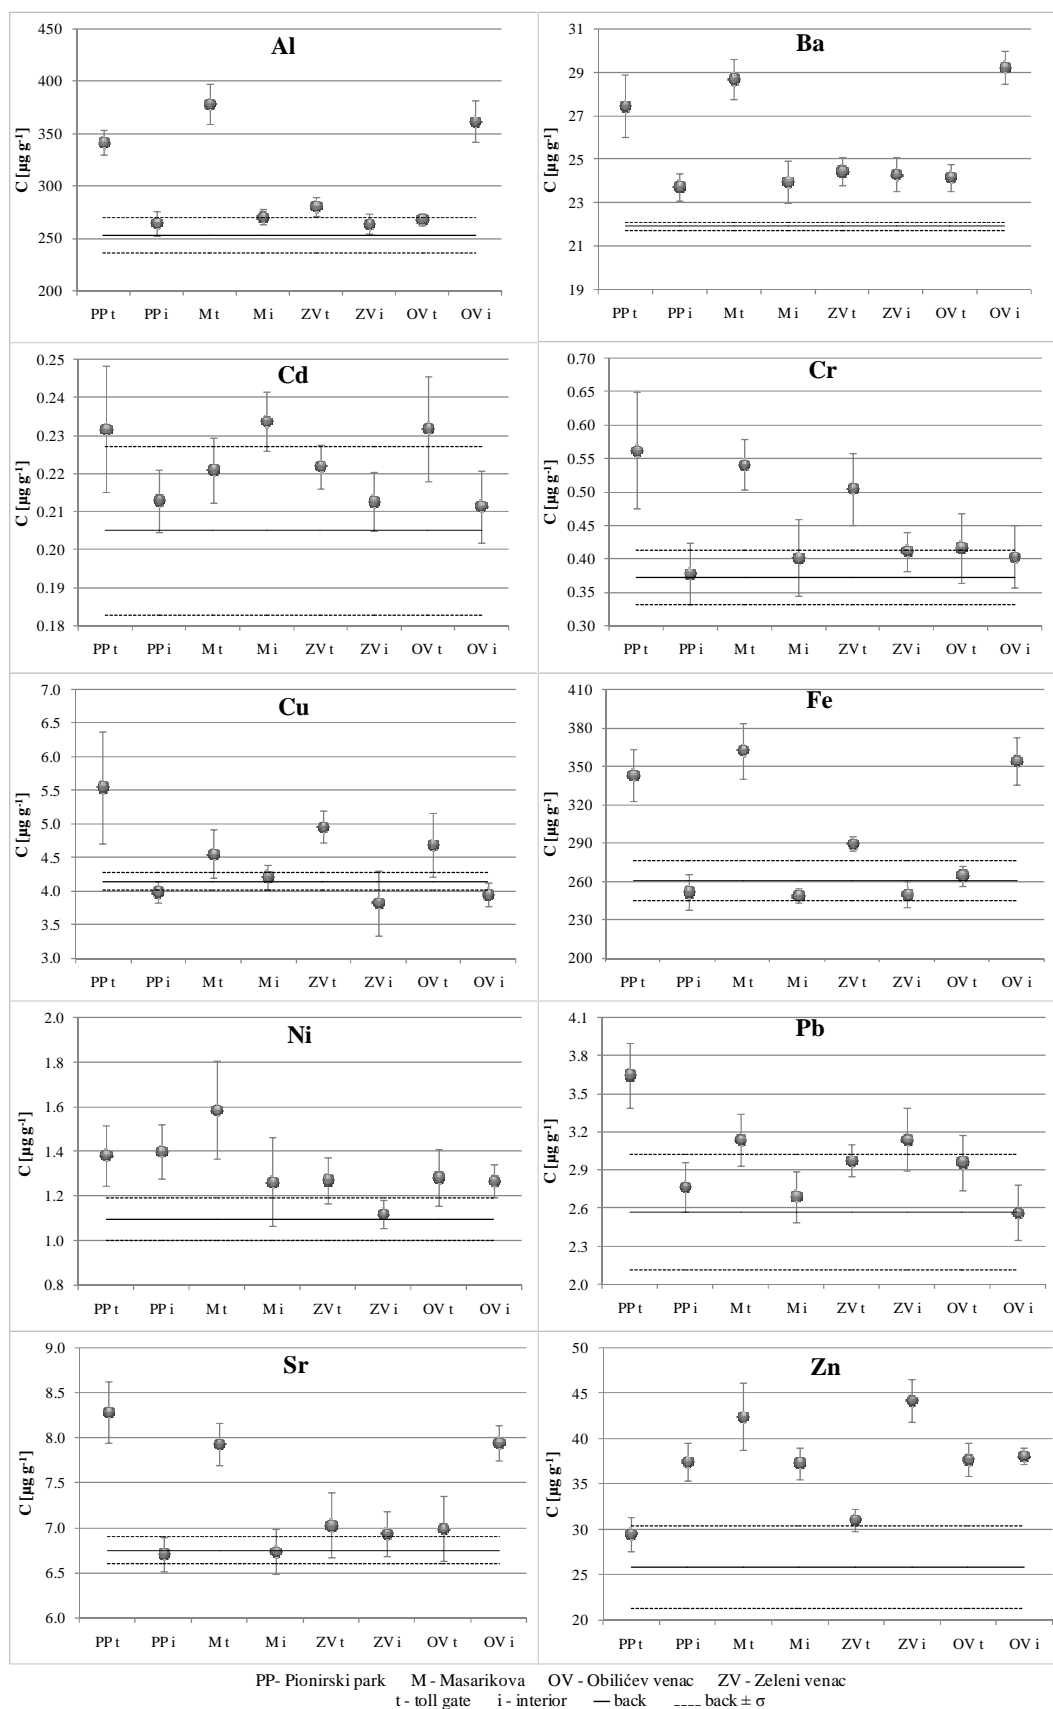 Al
C [µg g⁻¹]
450
400
350
300
250
200
PP t PP i M t M i ZV t ZV i OV t OV i
Ba
C [µg g⁻¹]
31
29
27
25
23
21
19
PP t PP i M t M i ZV t ZV i OV t OV i
Cd
C [µg g⁻¹]
0.25
0.24
0.23
0.22
0.21
0.20
0.19
0.18
PP t PP i M t M i ZV t ZV i OV t OV i
Cr
C [µg g⁻¹]
0.70
0.65
0.60
0.55
0.50
0.45
0.40
0.35
0.30
PP t PP i M t M i ZV t ZV i OV t OV i
Cu
C [µg g⁻¹]
7.0
6.5
6.0
5.5
5.0
4.5
4.0
3.5
3.0
PP t PP i M t M i ZV t ZV i OV t OV i
Fe
C [µg g⁻¹]
410
380
350
320
290
260
230
200
PP t PP i M t M i ZV t ZV i OV t OV i
Ni
C [µg g⁻¹]
2.0
1.8
1.6
1.4
1.2
1.0
0.8
PP t PP i M t M i ZV t ZV i OV t OV i
Pb
C [µg g⁻¹]
4.1
3.8
3.5
3.2
2.9
2.6
2.3
2.0
PP t PP i M t M i ZV t ZV i OV t OV i
Sr
C [µg g⁻¹]
9.0
8.5
8.0
7.5
7.0
6.5
6.0
PP t PP i M t M i ZV t ZV i OV t OV i
Zn
C [µg g⁻¹]
50
45
40
35
30
25
20
PP t PP i M t M i ZV t ZV i OV t OV i
PP- Pionirski park M - Masarikova OV - Obilićev venac ZV - Zeleni venac
t - toll gate i - interior — back ---- back ± σ